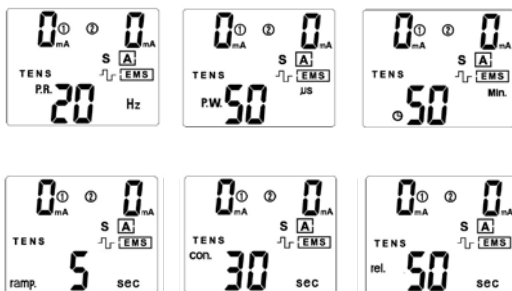 0 mA ① ② 0 mA
S A
TENS EMS
P.R. 20 Hz
0 mA ① ② 0 mA
S A
TENS EMS
P.W. 50 µs
0 mA ① ② 0 mA
S A
TENS EMS
50 Min.
0 mA ① ② 0 mA
S A
TENS EMS
ramp. 5 sec
0 mA ① ② 0 mA
S A
TENS EMS
con. 30 sec
0 mA ① ② 0 mA
S A
TENS EMS
rel. 50 sec